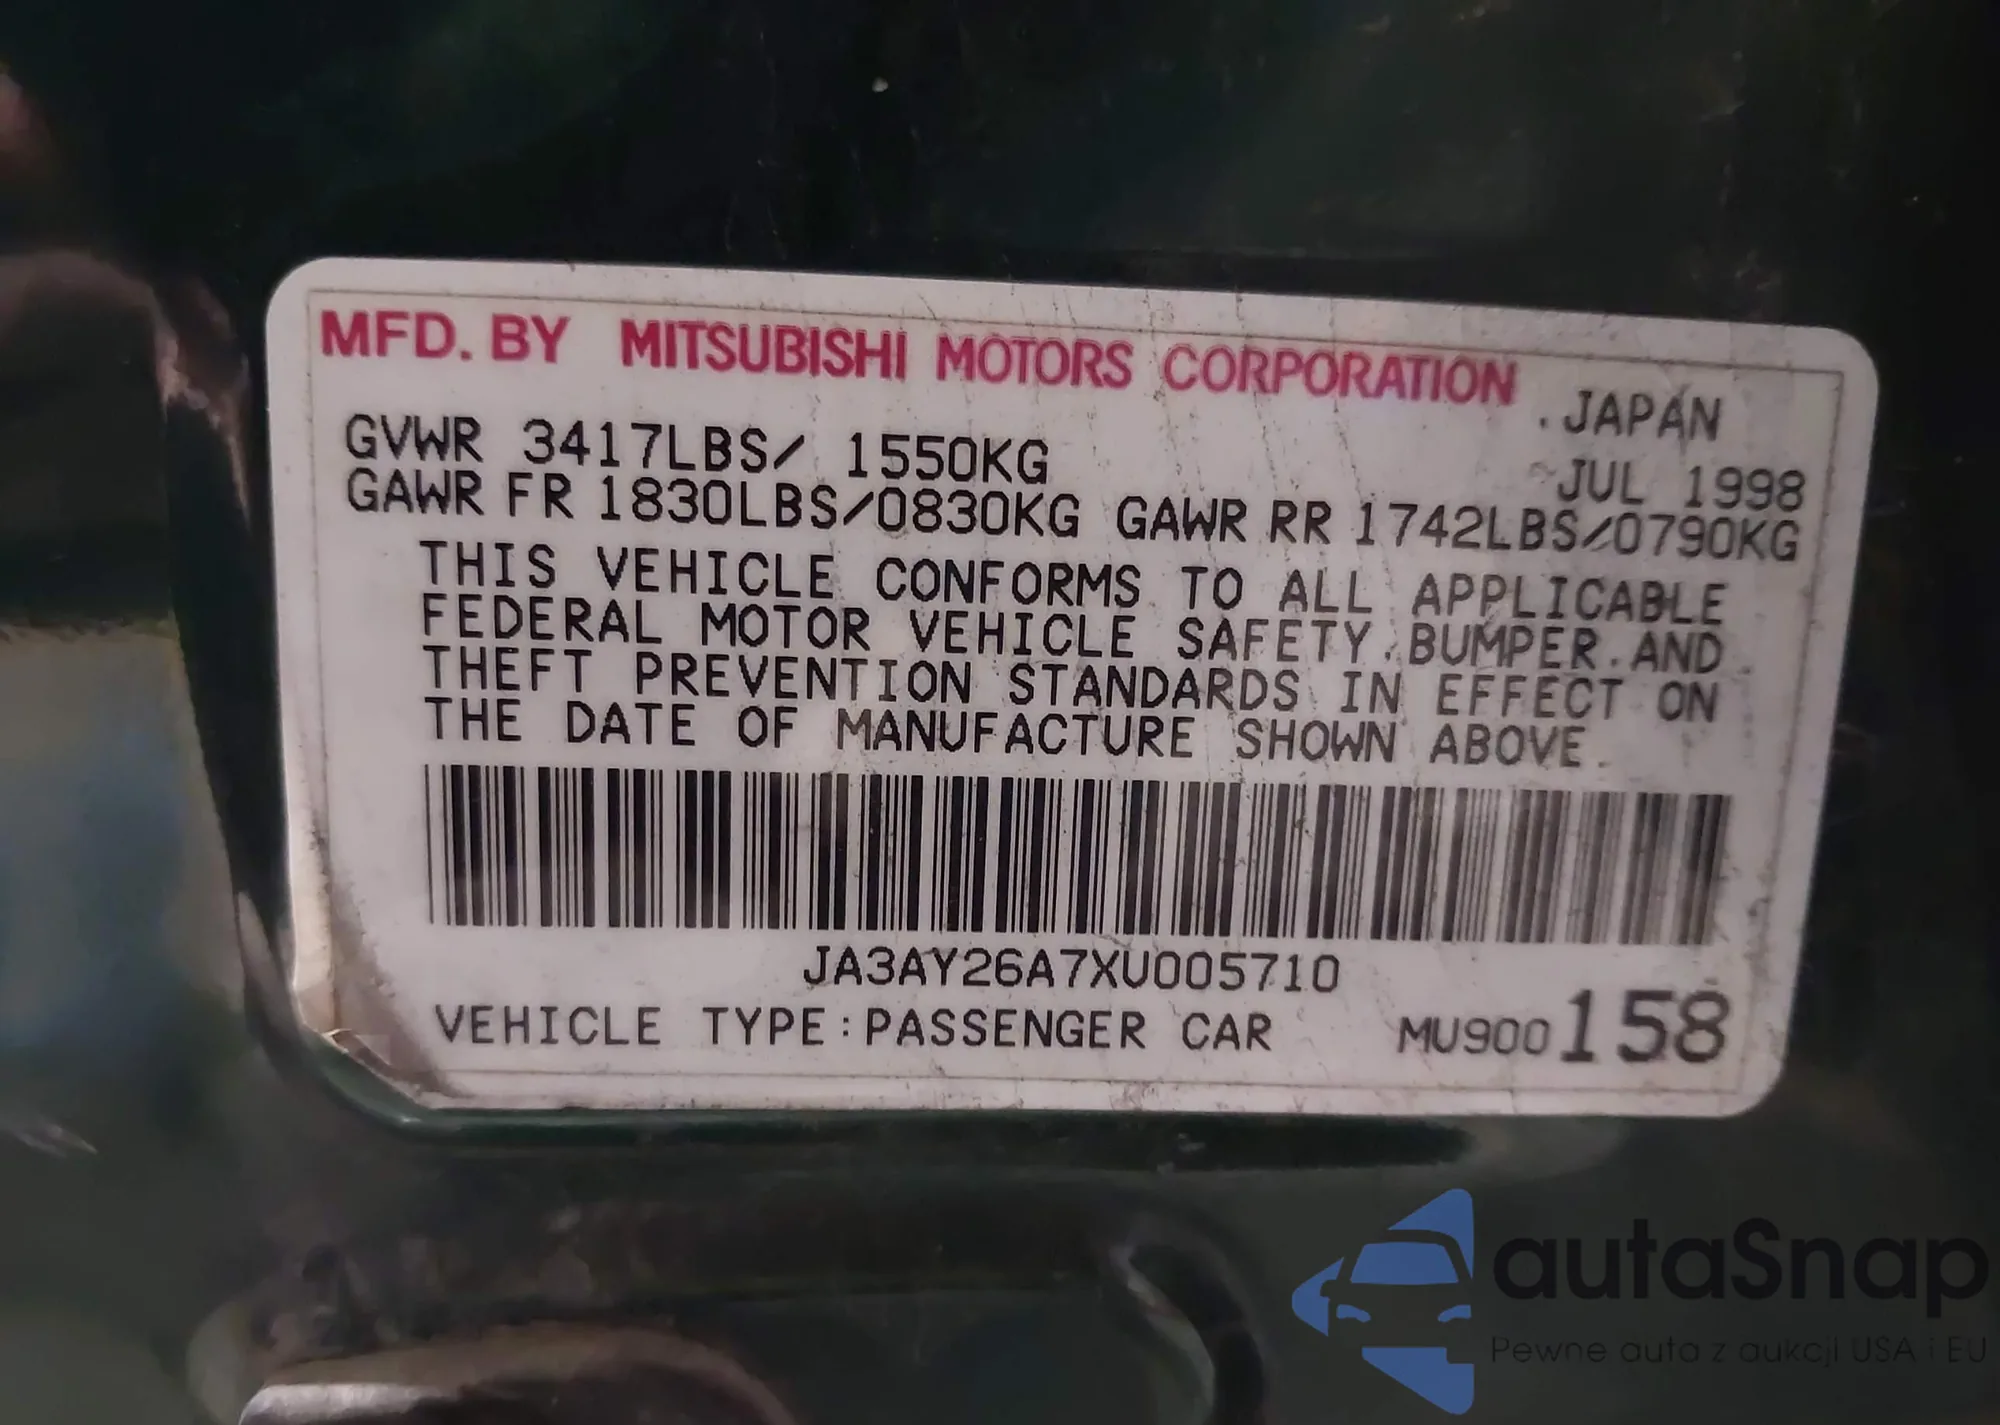 MFD. BY MITSUBISHI MOTORS CORPORATION
JAPAN
GVWR 3417LBS/ 1550KG
JUL 1998
GAWR FR 1830LBS/0830KG GAWR RR 1742LBS/0790KG
THIS VEHICLE CONFORMS TO ALL APPLICABLE
FEDERAL MOTOR VEHICLE SAFETY,BUMPER,AND
THEFT PREVENTION STANDARDS IN EFFECT ON
THE DATE OF MANUFACTURE SHOWN ABOVE.
JA3AY26A7XU005710
VEHICLE TYPE:PASSENGER CAR MU900158
autaSnap
Pewne auta z aukcji USA i EU